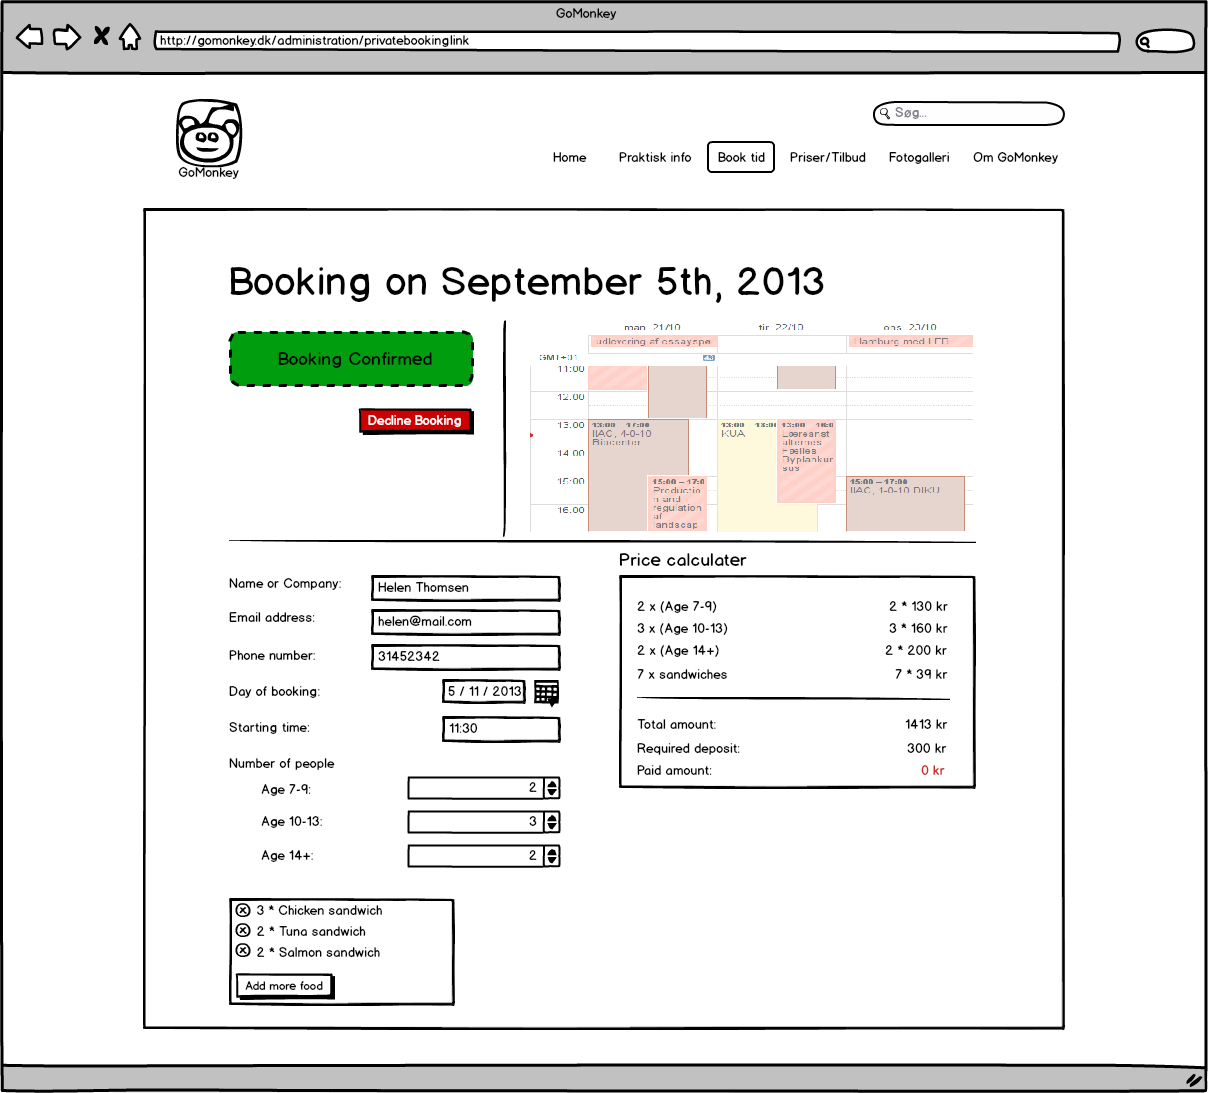 GoMonkey
http://gomonkey.dk/administration/privatebookinglink
Søg...
GoMonkey
Home
Praktisk info
Book tid
Priser/Tilbud
Fotogalleri
Om GoMonkey
Booking on September 5th, 2013
Booking Confirmed
Decline Booking
man. 21/10
tir. 22/10
ons. 23/10
udlevering af essayspø
Hamburg med LFB
GMT+01
43
11:00
12:00
13:00
14:00
15:00
16:00
13:00 – 17:00
IIAC, 4-0-10
Biocenter
15:00 – 17:0
Productio
n and
regulation
af
landscap
13:00 – 18:00
KUA
13:00 – 16:0
Læreanst
alternes
Fælles
Byplankur
sus
15:00 – 17:00
IIAC, 1-0-10 DIKU
Name or Company:
Helen Thomsen
Email address:
helen@mail.com
Phone number:
31452342
Day of booking:
5 / 11 / 2013
Starting time:
11:30
Number of people
Age 7-9:
2
Age 10-13:
3
Age 14+:
2
3 * Chicken sandwich
2 * Tuna sandwich
2 * Salmon sandwich
Add more food
Price calculater
2 x (Age 7-9) 2 * 130 kr
3 x (Age 10-13) 3 * 160 kr
2 x (Age 14+) 2 * 200 kr
7 x sandwiches 7 * 39 kr
Total amount: 1413 kr
Required deposit: 300 kr
Paid amount: 0 kr